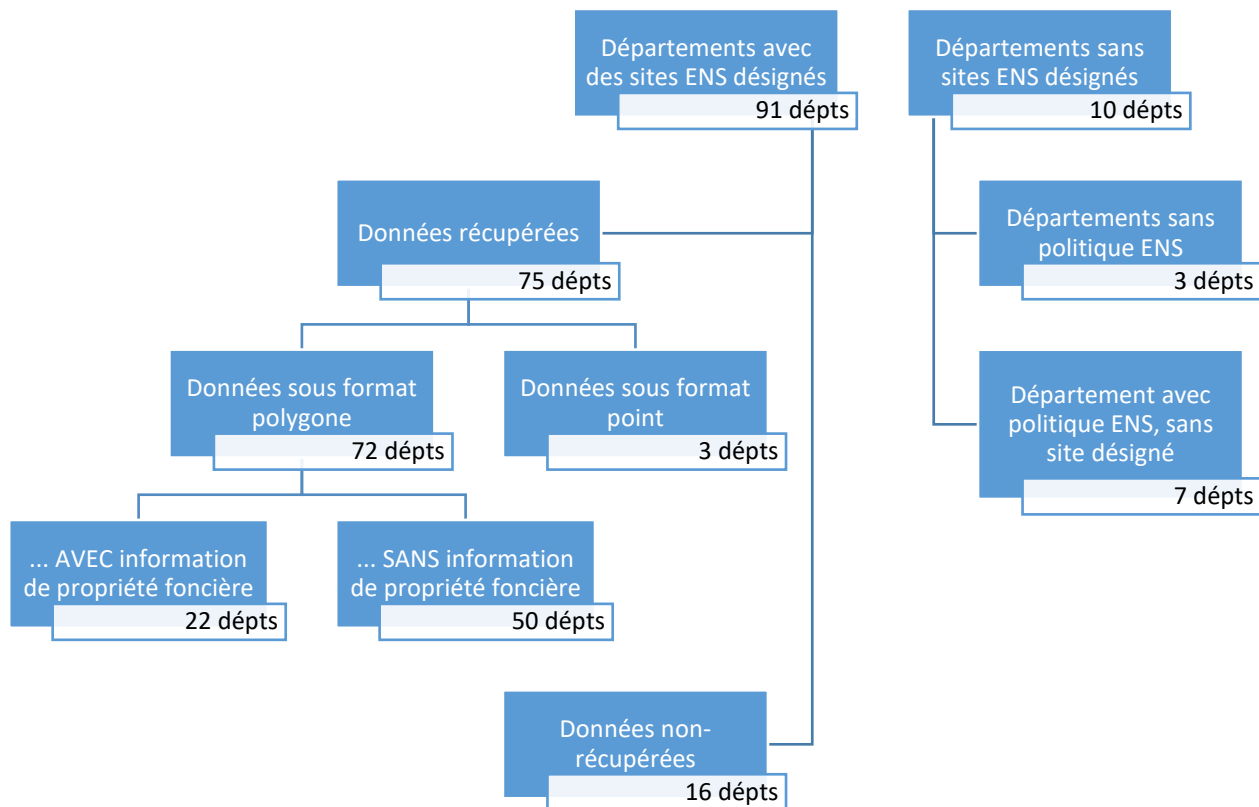 Départements avec
des sites ENS désignés
91 dépts
Départements sans
sites ENS désignés
10 dépts
Données récupérées
75 dépts
Départements sans
politique ENS
3 dépts
Données sous format
polygone
72 dépts
Données sous format
point
3 dépts
Département avec
politique ENS, sans
site désigné
7 dépts
... AVEC information
de propriété foncière
22 dépts
... SANS information
de propriété foncière
50 dépts
Données non-
récupérées
16 dépts